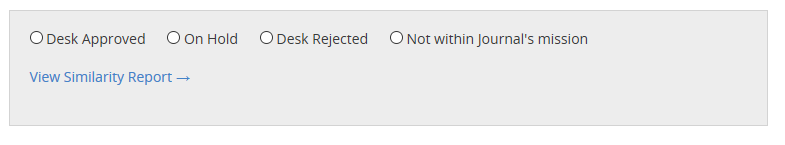 Desk Approved On Hold Desk Rejected Not within Journal's mission
View Similarity Report →